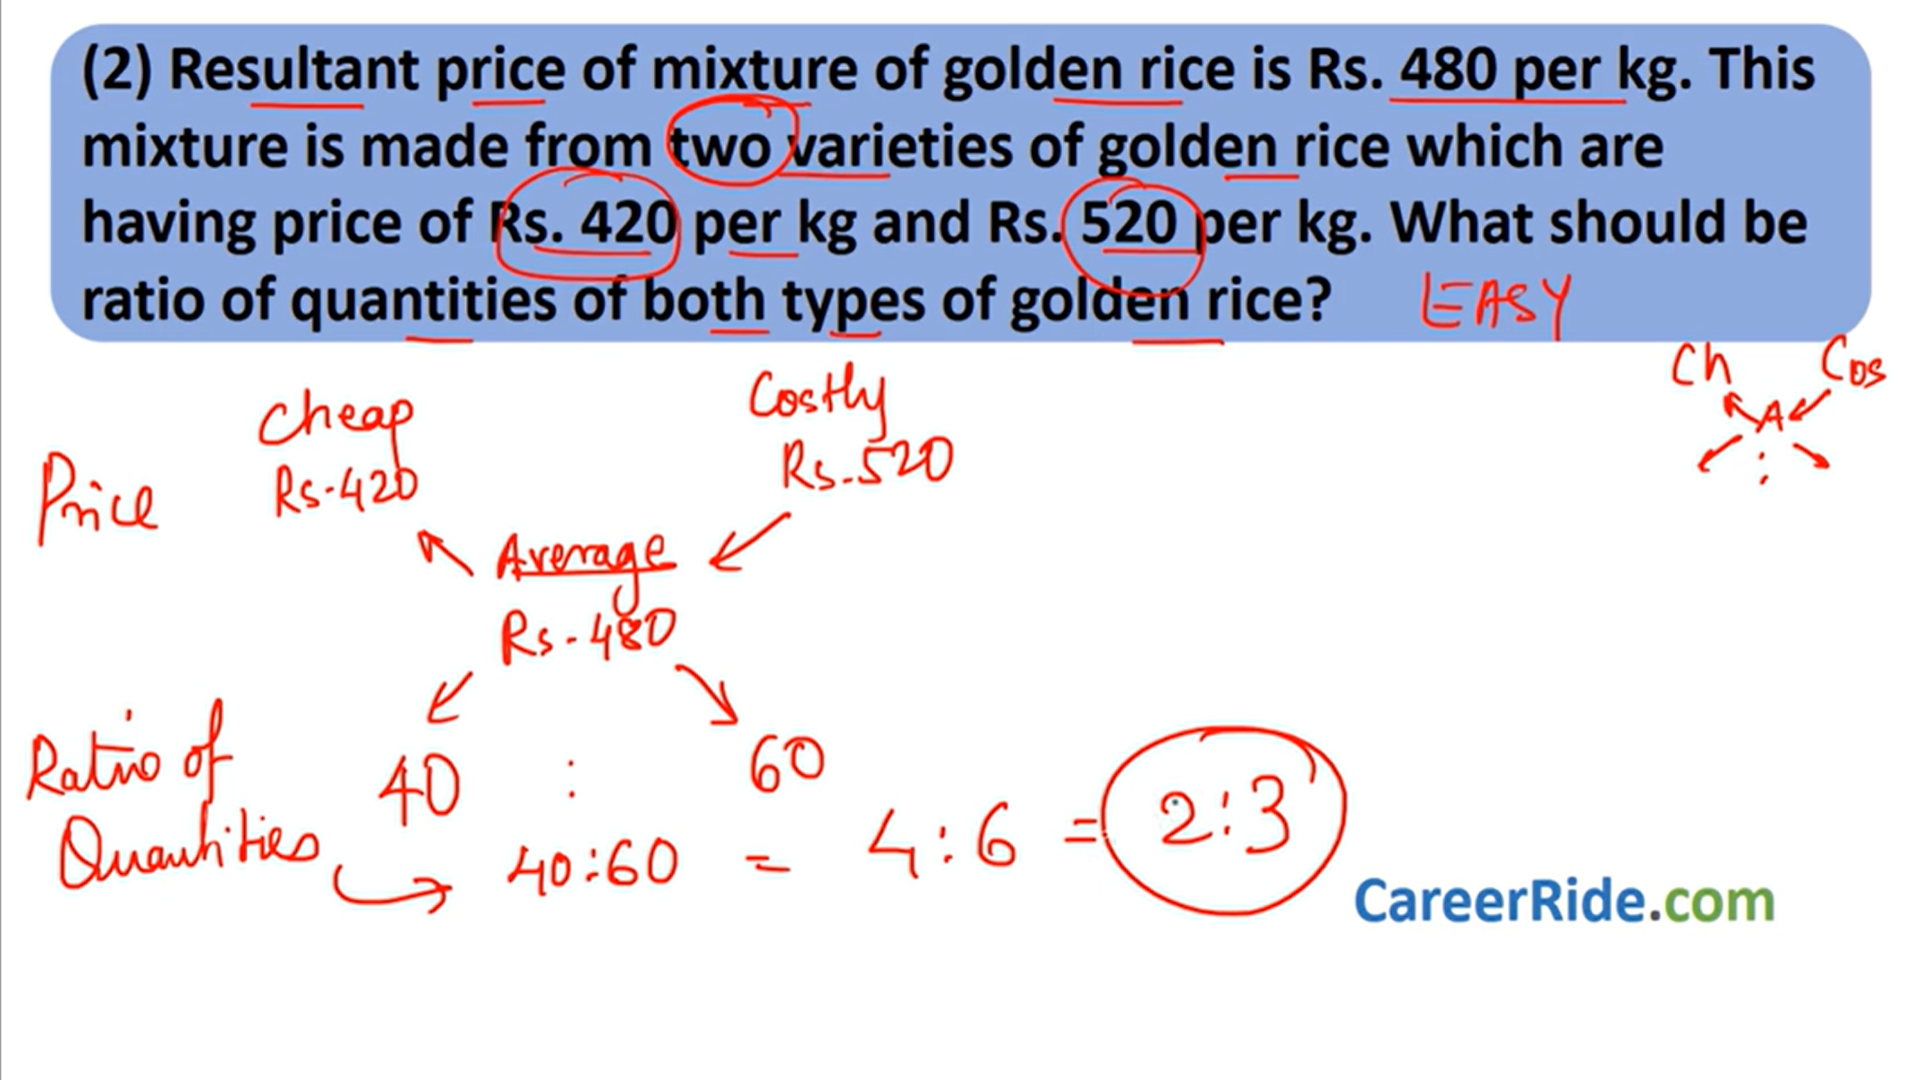 (2) Resultant price of mixture of golden rice is Rs. 480 per kg. This
mixture is made from two varieties of golden rice which are
having price of Rs. 420 per kg and Rs. 520 per kg. What should be
ratio of quantities of both types of golden rice? EASY
Ch Cos
A
:
Cheap Costly
Price Rs.420 Rs.520
Average
Rs.480
Ratio of 40 : 60
Quantities 40:60 = 4:6 = 2:3
CareerRide.com